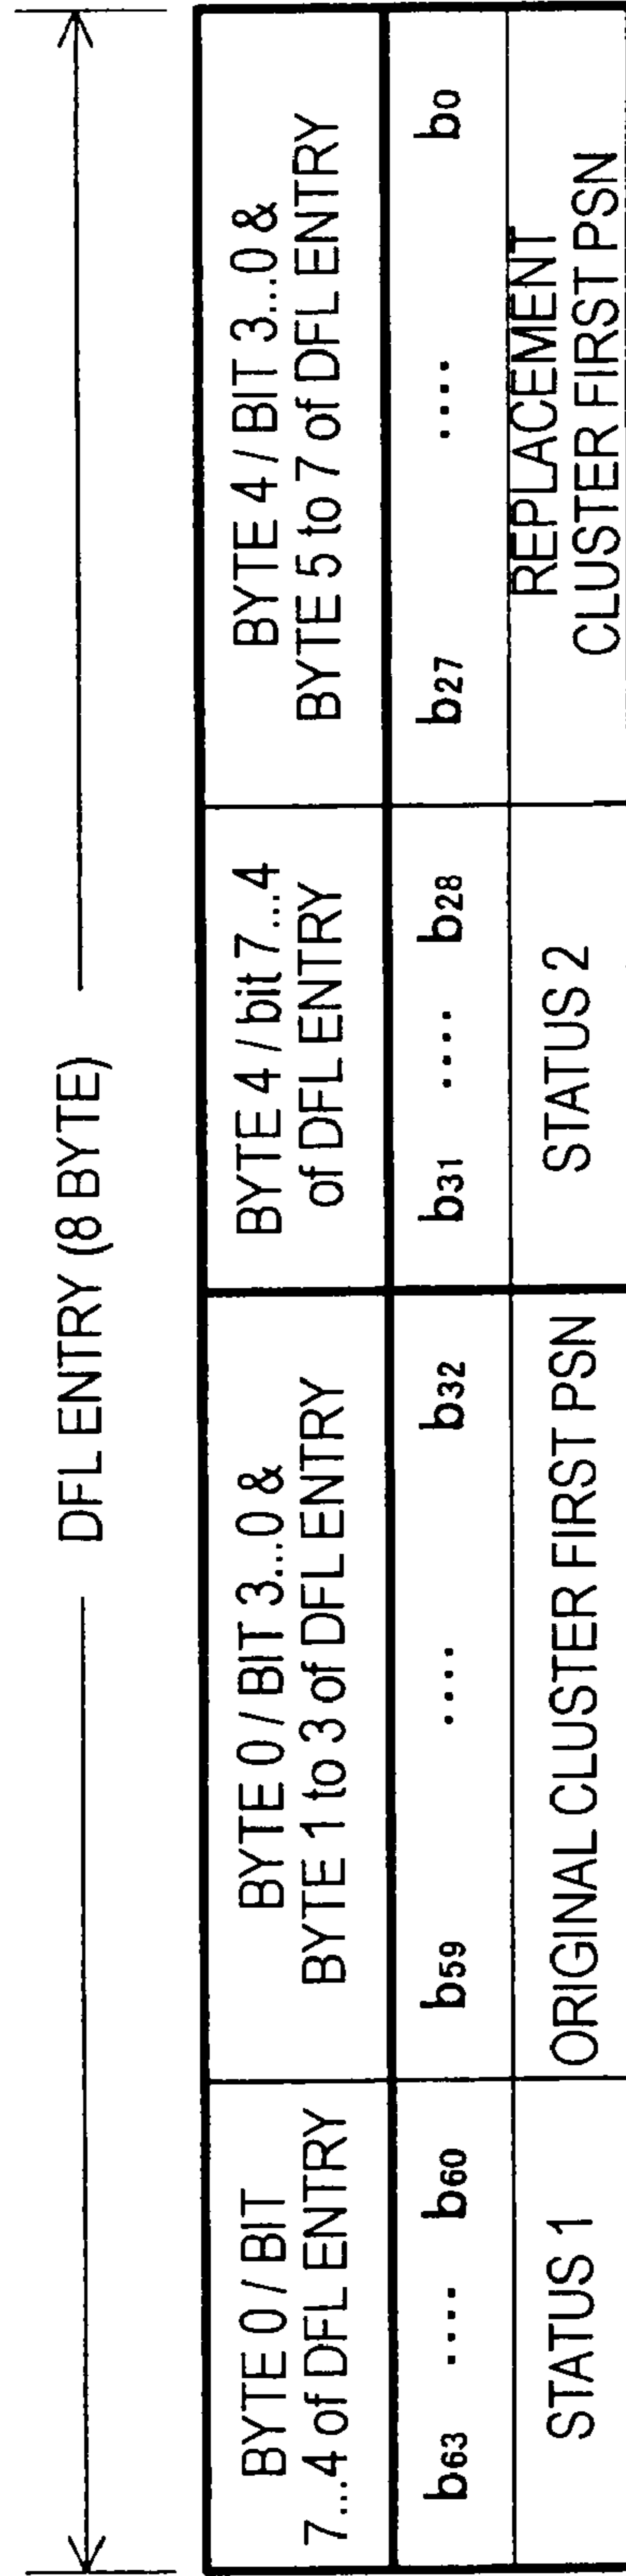 DFL ENTRY (8 BYTE)
BYTE 0 / BIT
7...4 of DFL ENTRY
BYTE 0 / BIT 3...0 &
BYTE 1 to 3 of DFL ENTRY
BYTE 4 / bit 7...4
of DFL ENTRY
BYTE 4 / BIT 3...0 &
BYTE 5 to 7 of DFL ENTRY
b63 .... b60
b59 .... b32
b31 .... b28
b27 .... b0
STATUS 1
ORIGINAL CLUSTER FIRST PSN
STATUS 2
REPLACEMENT
CLUSTER FIRST PSN